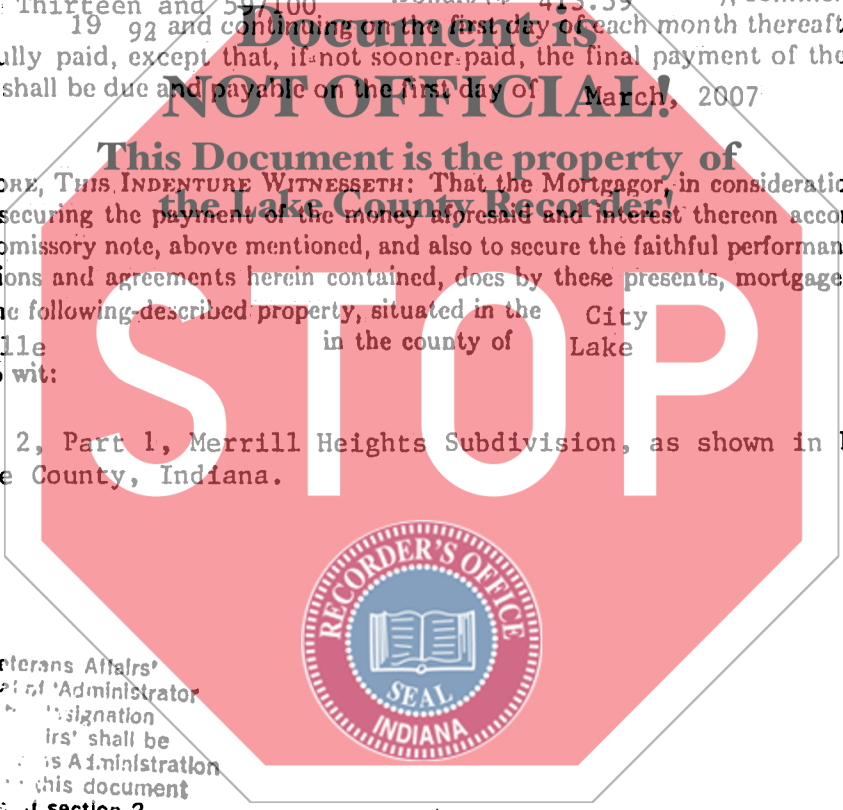 Thirteen and 59/100 413.59
Document is
19 92 and continuing on the first day of each month thereaft
ully paid, except that, if not sooner paid, the final payment of the
NOT OFFICIAL!
shall be due and payable on the first day of March, 2007
This Document is the property of
ORE, THIS INDENTURE WITNESSETH: That the Mortgagor, in consideratio
the Lake County Recorder!
securing the payment of the money aforesaid and interest thereon accor
omissory note, above mentioned, and also to secure the faithful performan
ions and agreements herein contained, does by these presents, mortgage
he following-described property, situated in the City
lle in the county of Lake
wit:
STOP
2, Part 1, Merrill Heights Subdivision, as shown in
e County, Indiana.
RECORDER'S OFFICE
SEAL
INDIANA
eterans Affairs'
of 'Administrator
signation
irs' shall be
is Administration
this document
section 2